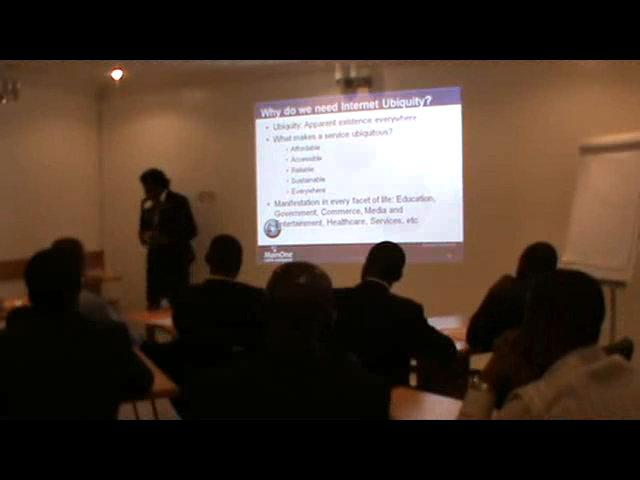 Why do we need Internet Ubiquity?
Ubiquity: Apparent existence everywhere
What makes a service ubiquitous?
Affordable
Accessible
Reliable
Sustainable
Everywhere
Manifestation in every facet of life: Education,
Government, Commerce, Media and
Entertainment, Healthcare, Services, etc
MainOne